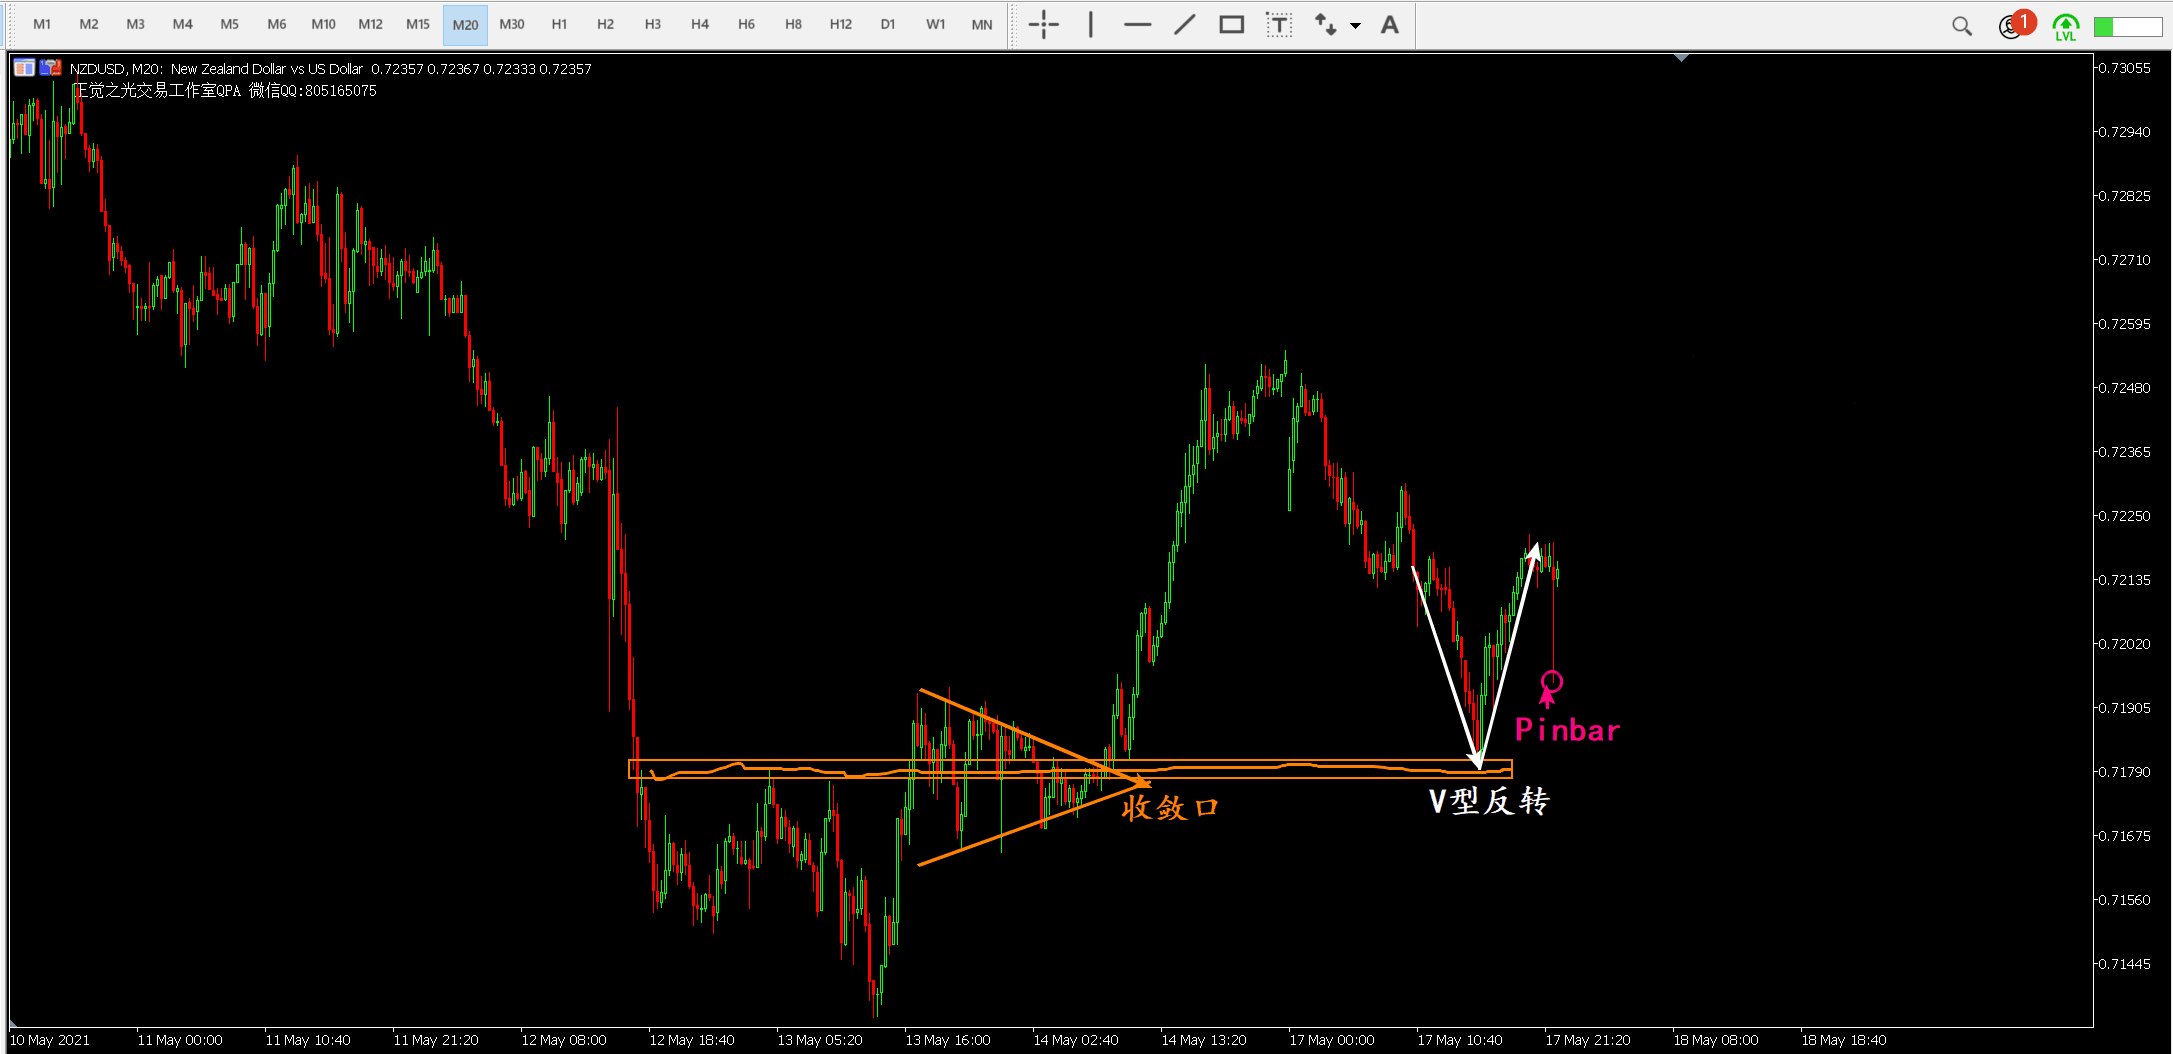 M1 M2 M3 M4 M5 M6 M10 M12 M15 M20 M30 H1 H2 H3 H4 H6 H8 H12 D1 W1 MN T A 1
LVL
NZDUSD, M20: New Zealand Dollar vs US Dollar 0.72357 0.72367 0.72333 0.72357
正觉之光交易工作室QPA 微信QQ:805165075
0.73055
0.72940
0.72825
0.72710
0.72595
0.72480
0.72365
0.72250
0.72135
0.72020
0.71905
Pinbar
0.71790
V型反转
收敛口
0.71675
0.71560
0.71445
10 May 2021 11 May 00:00 11 May 10:40 11 May 21:20 12 May 08:00 12 May 18:40 13 May 05:20 13 May 16:00 14 May 02:40 14 May 13:20 17 May 00:00 17 May 10:40 17 May 21:20 18 May 08:00 18 May 18:40